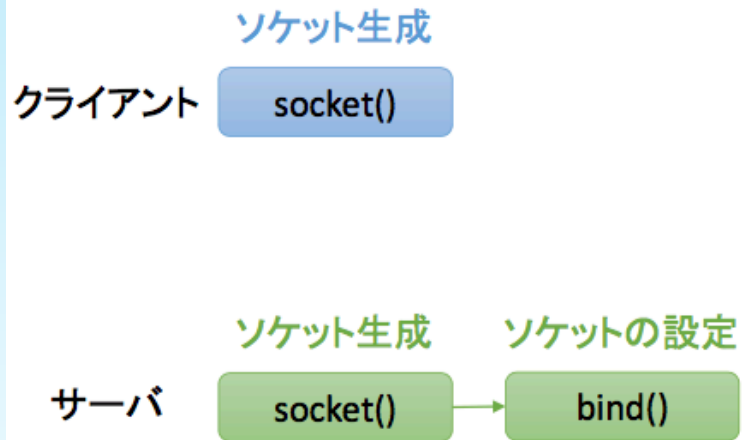 ソケット生成
クライアント socket()
ソケット生成 ソケットの設定
サーバ socket() bind()